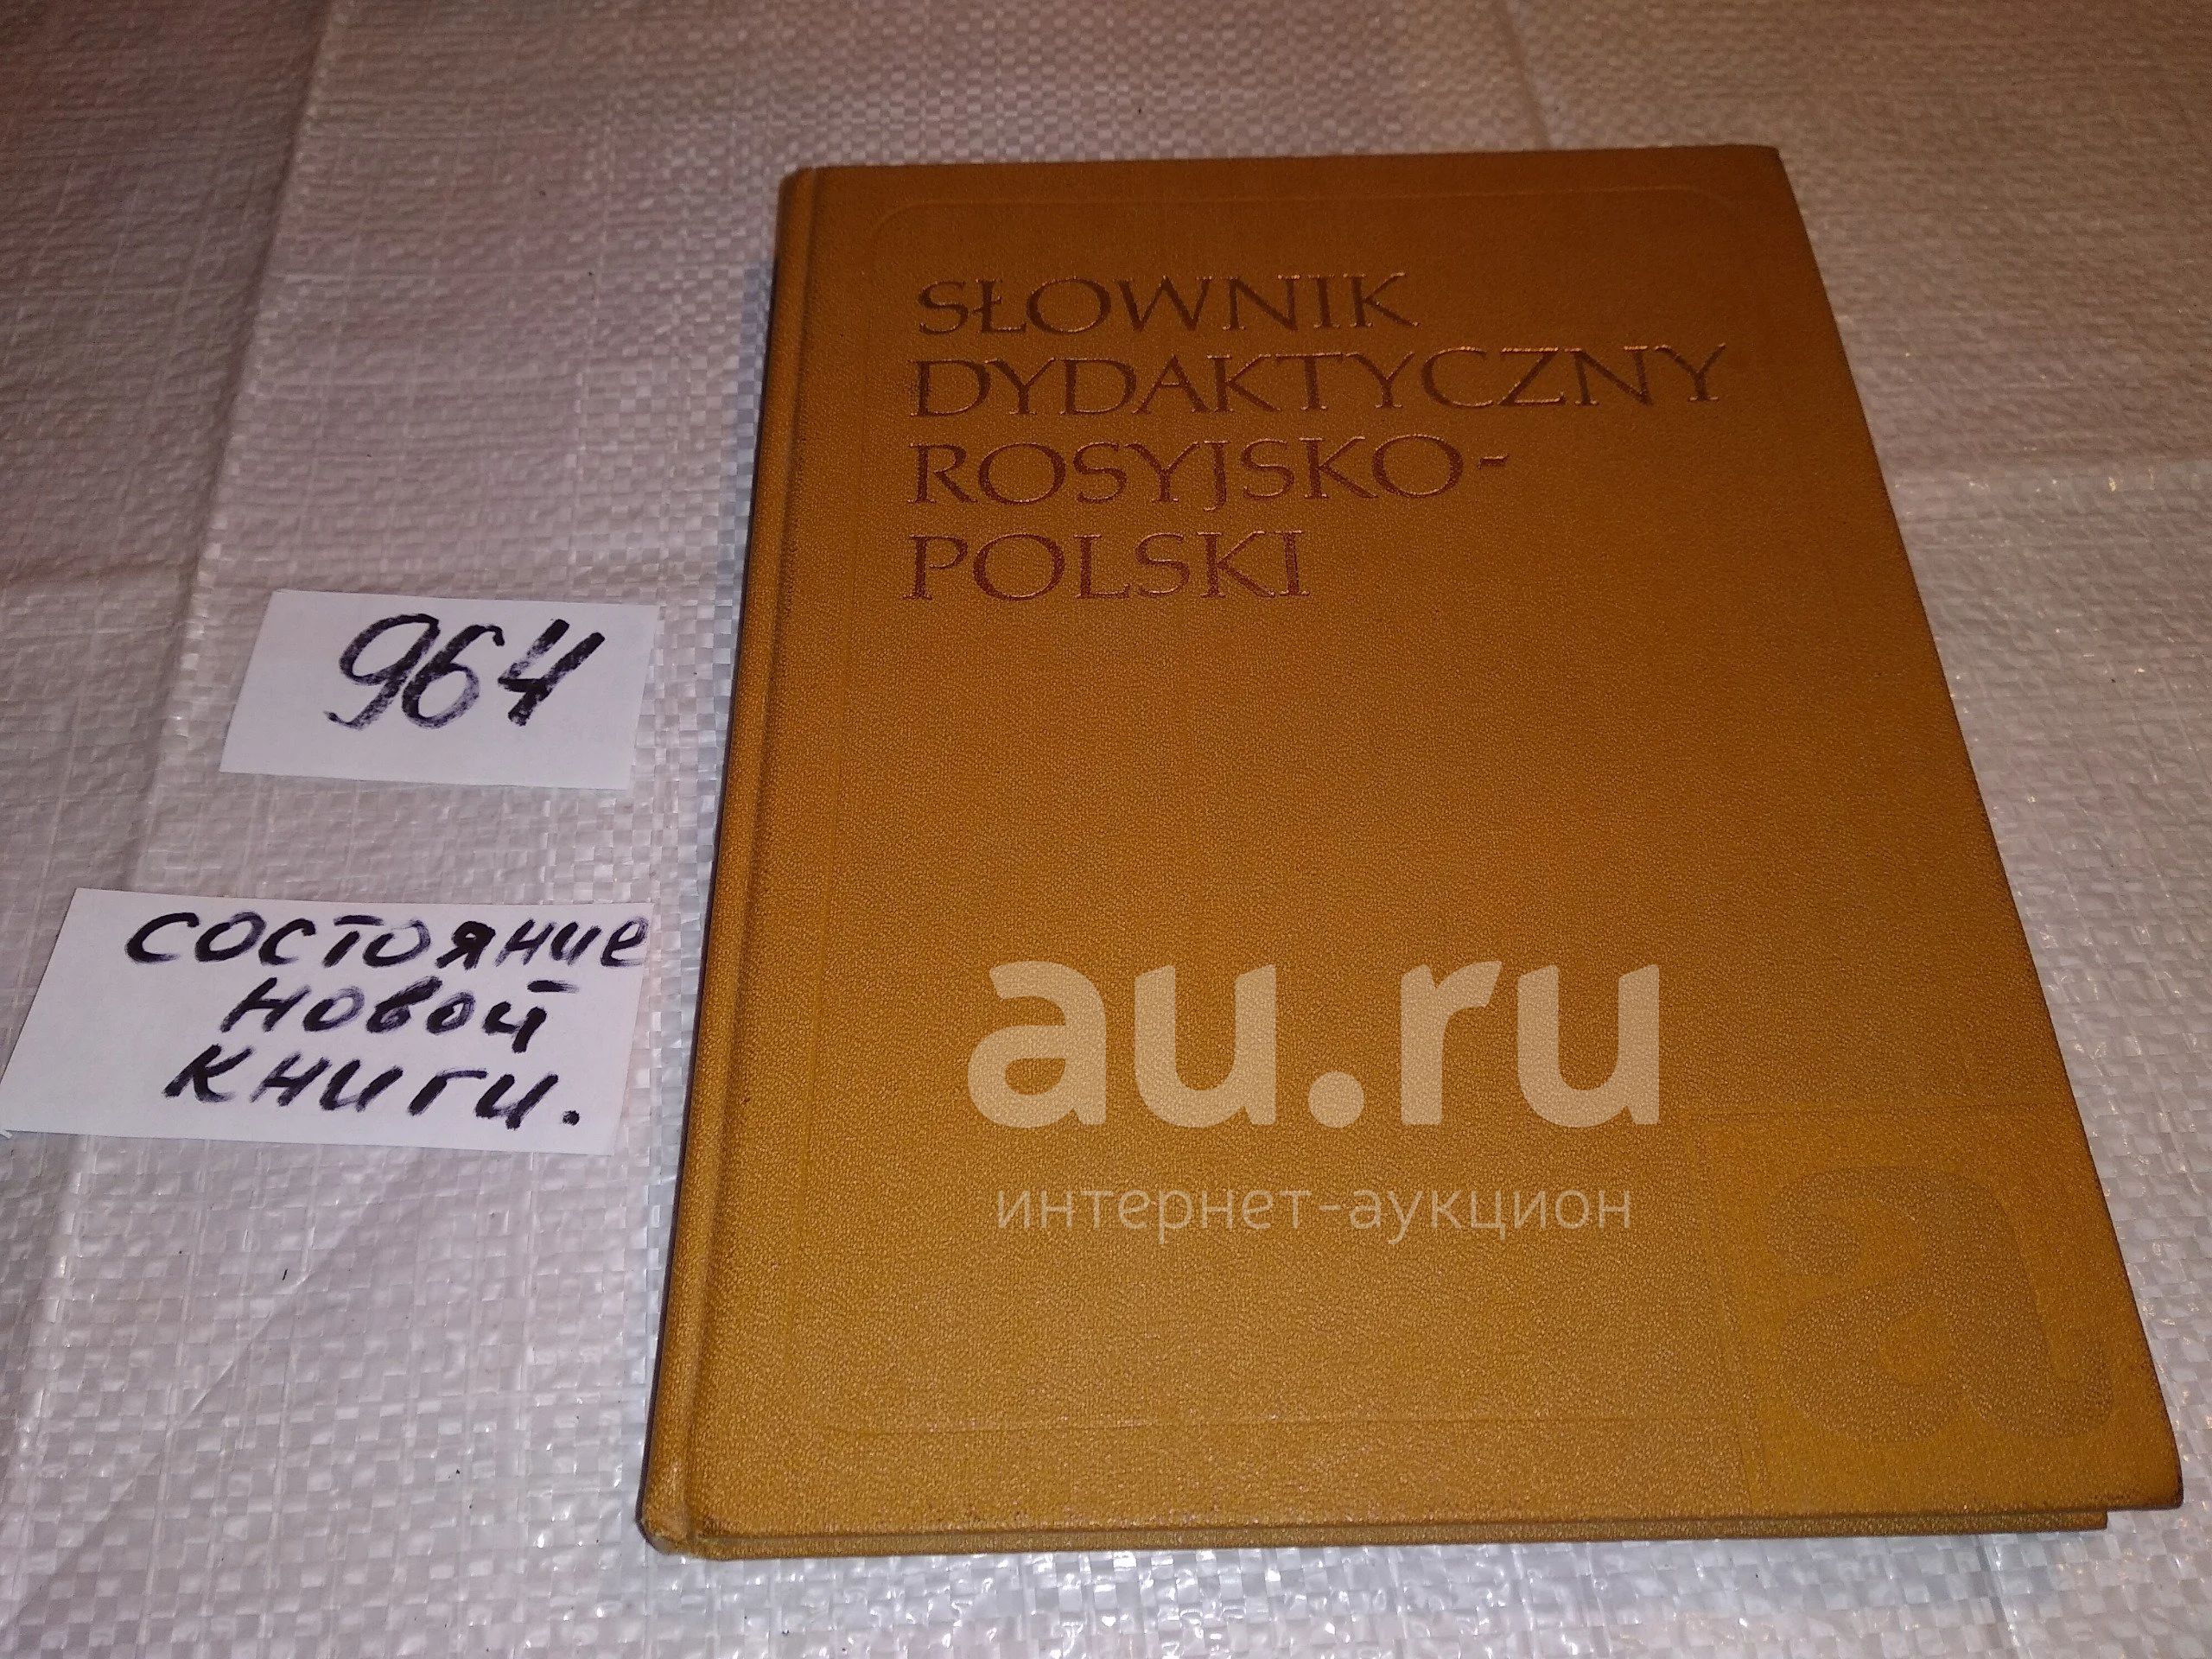 SŁOWNIK
DYDAKTYCZNY
ROSYJSKO-
POLSKI
964
состояние
новой
книги.
au.ru
интернет-аукцион
a